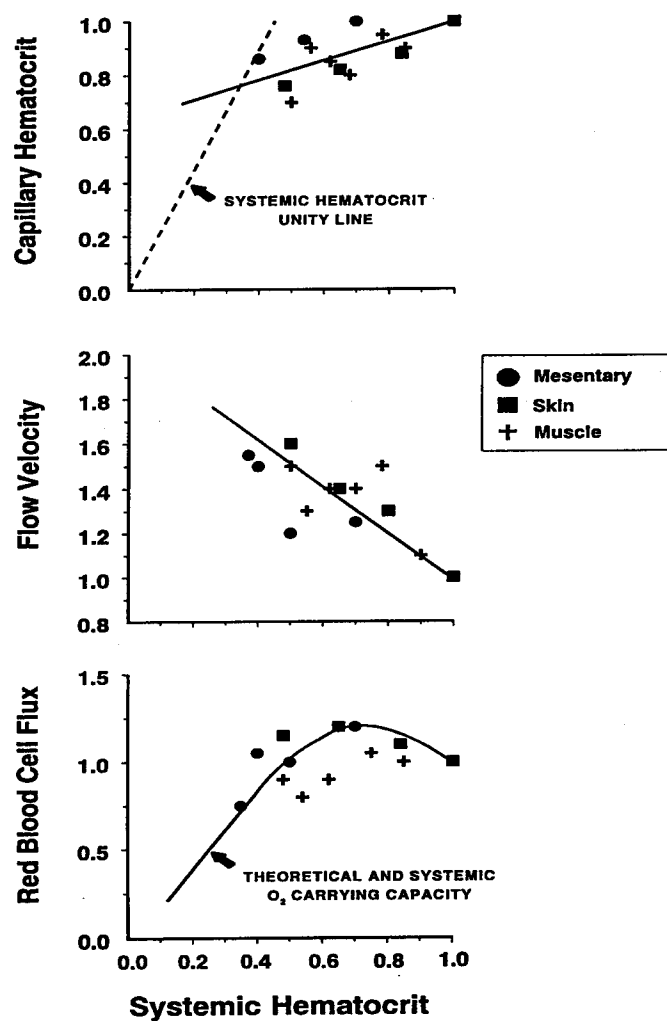 Capillary Hematocrit
1.0
0.8
0.6
0.4
0.2
0.0
SYSTEMIC HEMATOCRIT
UNITY LINE
Flow Velocity
2.0
1.8
1.6
1.4
1.2
1.0
0.8
Mesentary
Skin
Muscle
Red Blood Cell Flux
1.5
1.0
0.5
0.0
THEORETICAL AND SYSTEMIC
O₂ CARRYING CAPACITY
0.0 0.2 0.4 0.6 0.8 1.0
Systemic Hematocrit